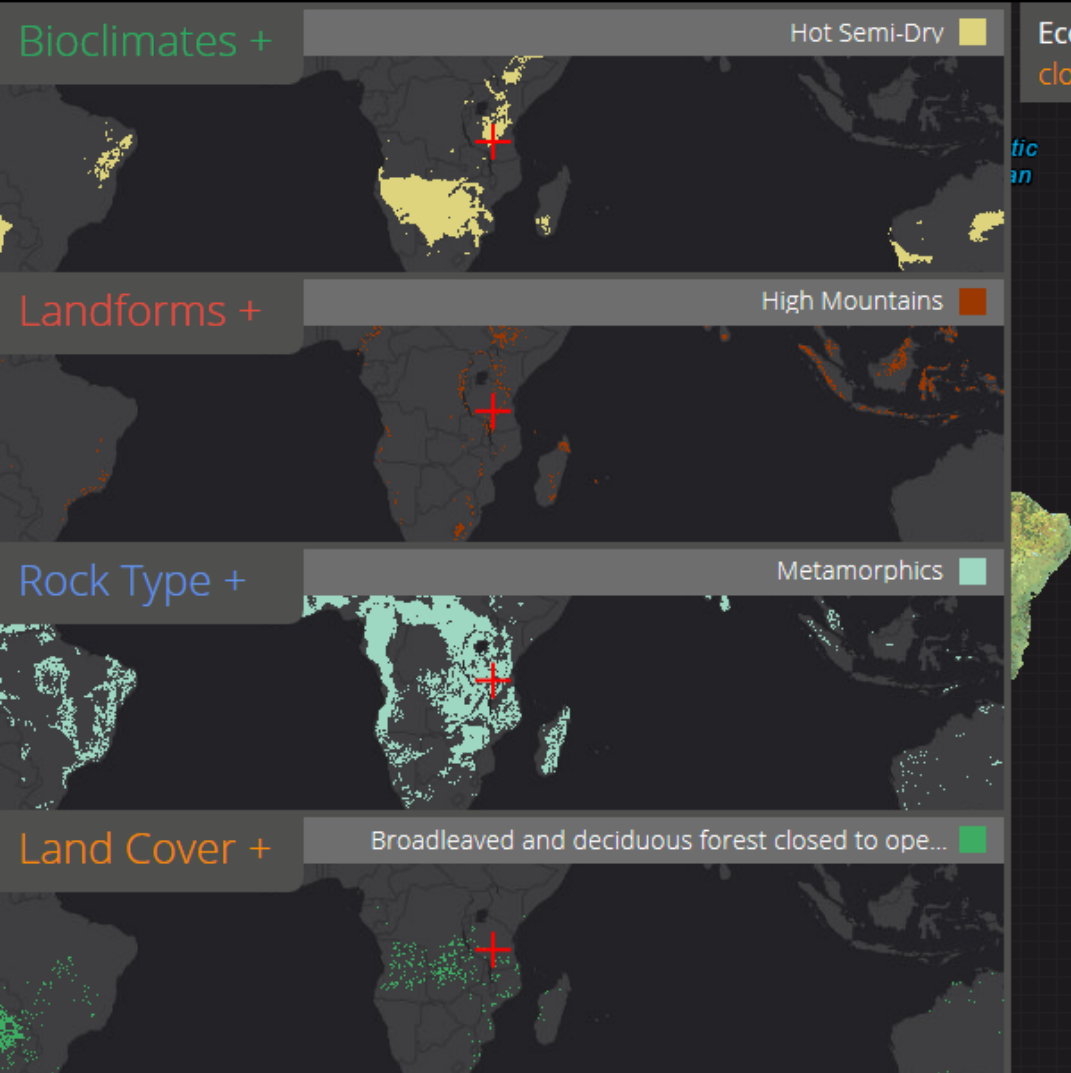 Bioclimates +
Hot Semi-Dry
Landforms +
High Mountains
Rock Type +
Metamorphics
Land Cover +
Broadleaved and deciduous forest closed to ope...